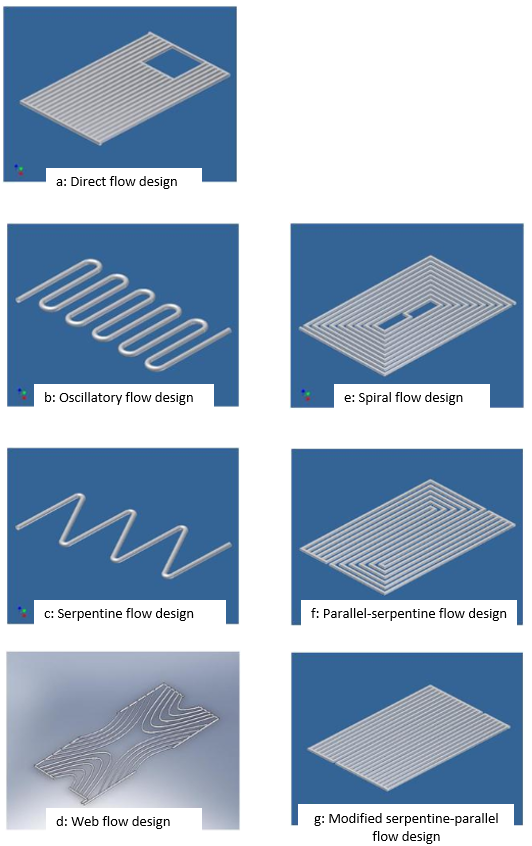 a: Direct flow design
b: Oscillatory flow design
e: Spiral flow design
c: Serpentine flow design
f: Parallel-serpentine flow design
d: Web flow design
g: Modified serpentine-parallel
flow design